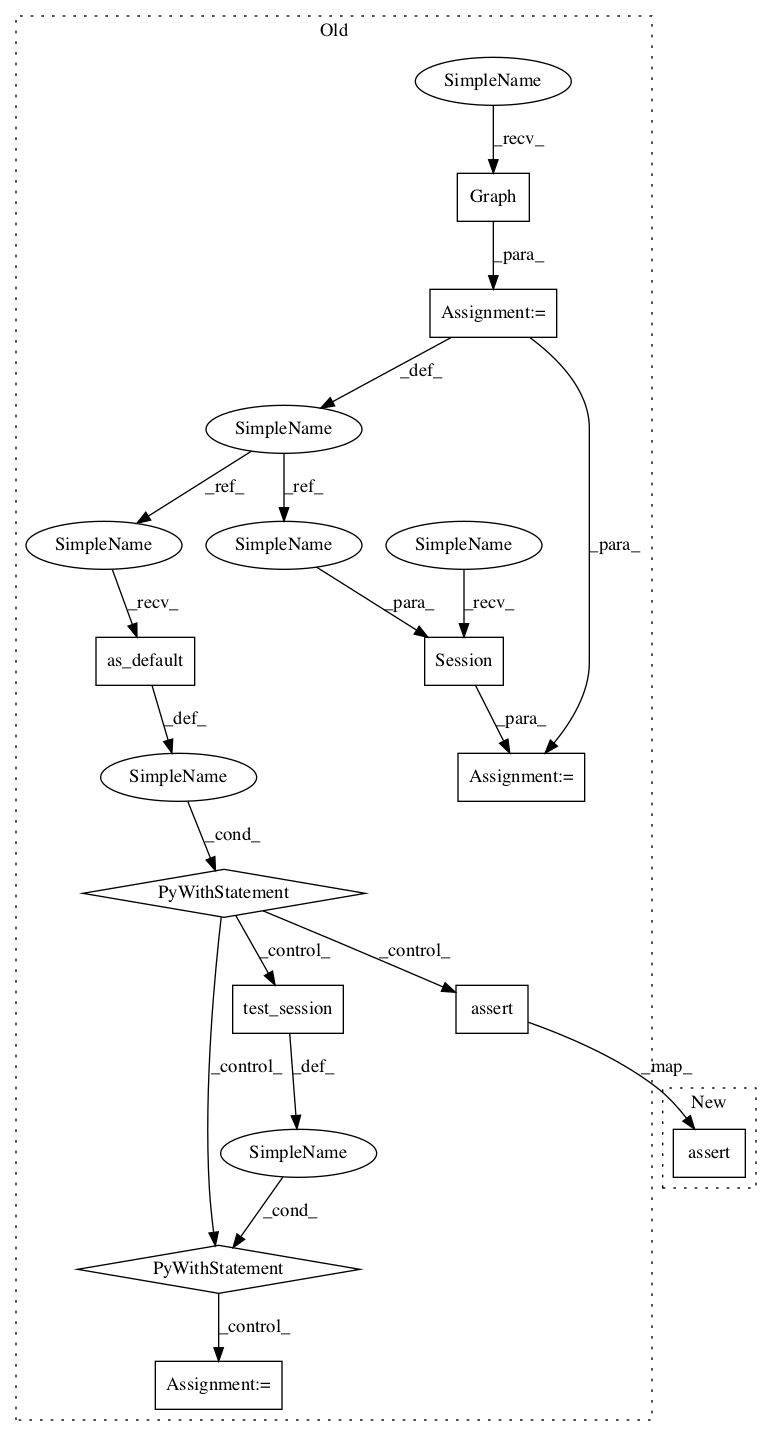 Old
SimpleName
_recv_
Graph
_para_
Assignment:=
_def_
SimpleName
_ref_
_ref_
SimpleName
SimpleName
SimpleName
_para_
_recv_
_para_
_recv_
as_default
Session
_def_
_para_
SimpleName
Assignment:=
_cond_
PyWithStatement
_control_
_control_
test_session
assert
_control_
_def_
_map_
New
SimpleName
assert
_cond_
PyWithStatement
_control_
Assignment:=